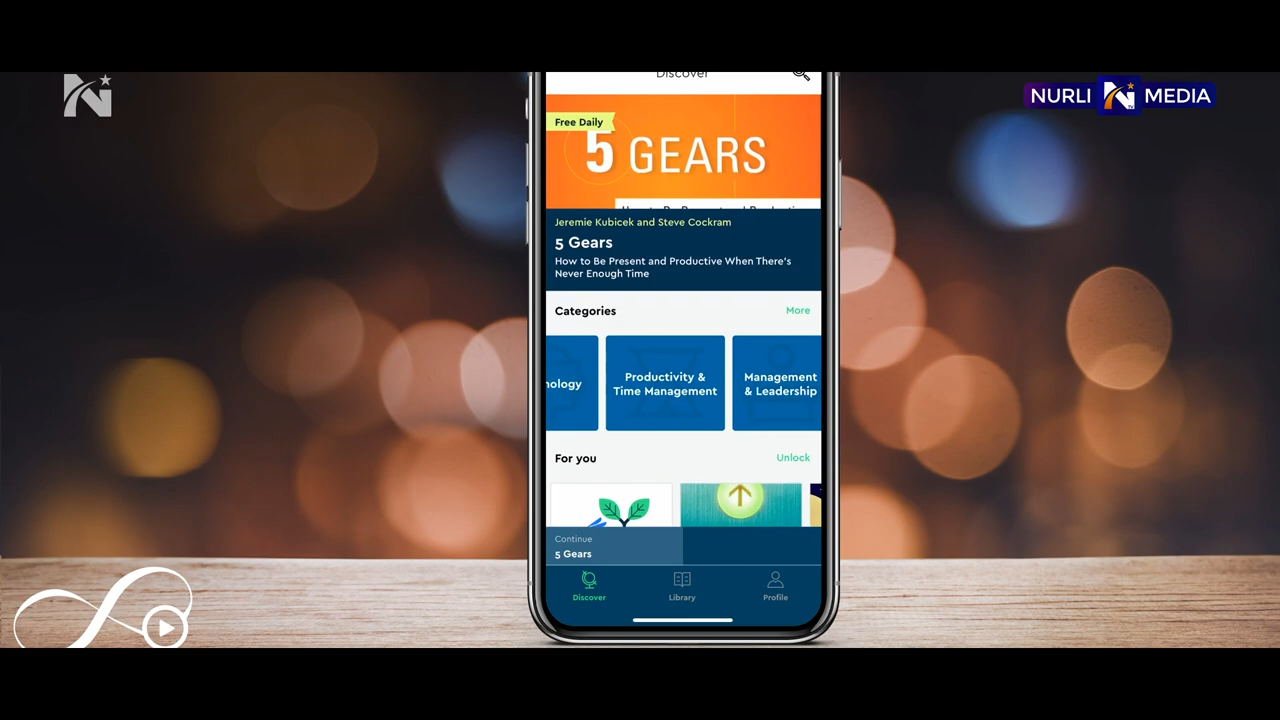 Discover
NURLI N MEDIA
Free Daily
5 GEARS
Jeremie Kubicek and Steve Cockram
5 Gears
How to Be Present and Productive When There's
Never Enough Time
Categories
More
nology
Productivity &
Time Management
Management
& Leadership
For you
Unlock
Continue
5 Gears
Discover
Library
Profile